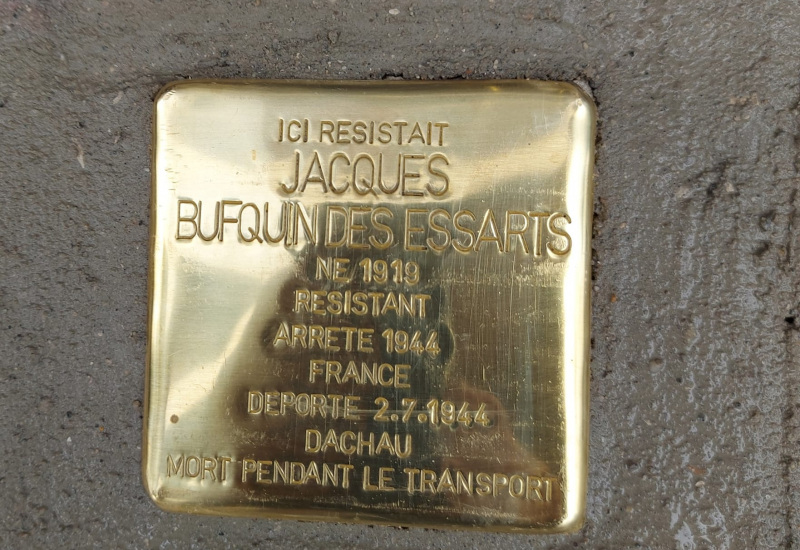 ICI RESISTAIT
JACQUES
BUFQUIN DES ESSARTS
NE 1919
RESISTANT
ARRETE 1944
FRANCE
DEPORTE 2.7.1944
DACHAU
MORT PENDANT LE TRANSPORT